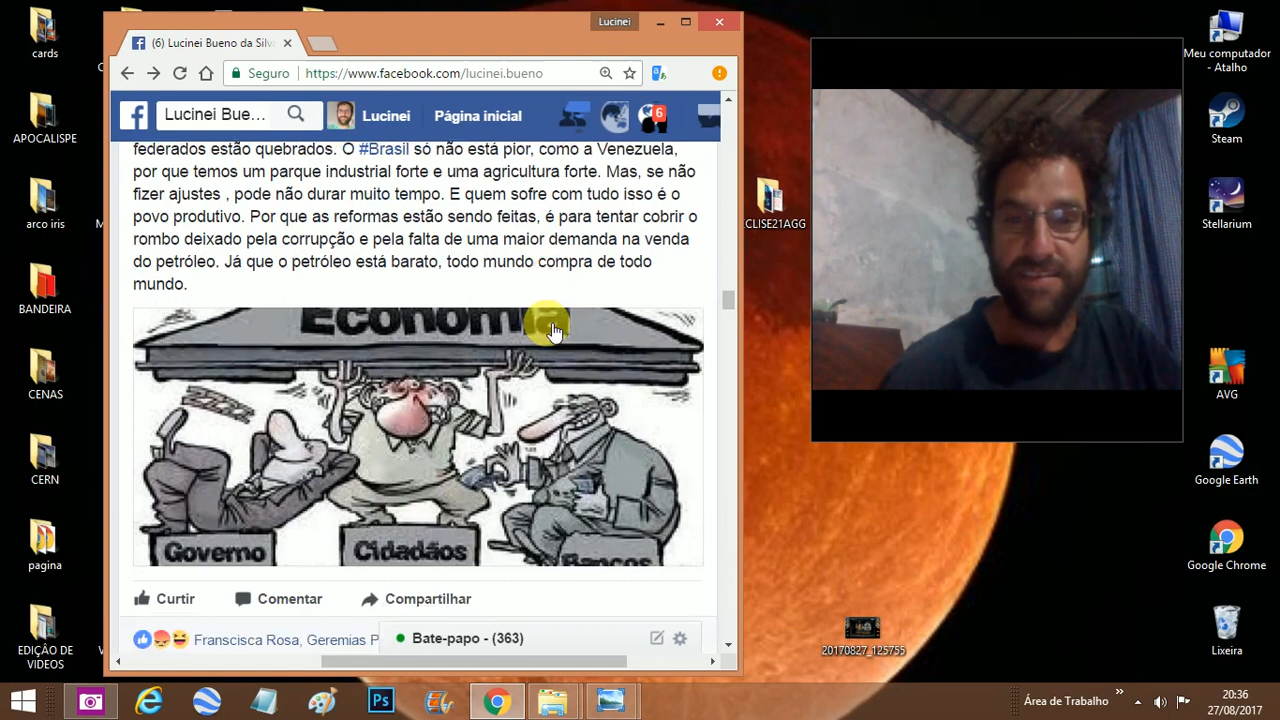 Lucinei
(6) Lucinei Bueno da Silv
Seguro
https://www.facebook.com/lucinei.bueno
Lucinei Bue...
Lucinei
Página inicial
6
federados estão quebrados. O #Brasil só não está pior, como a Venezuela,
por que temos um parque industrial forte e uma agricultura forte. Mas, se não
fizer ajustes , pode não durar muito tempo. E quem sofre com tudo isso é o
povo produtivo. Por que as reformas estão sendo feitas, é para tentar cobrir o
rombo deixado pela corrupção e pela falta de uma maior demanda na venda
do petróleo. Já que o petróleo está barato, todo mundo compra de todo
mundo.
Economia
Governo
Cidadãos
Bancos
Curtir
Comentar
Compartilhar
Franscisca Rosa, Geremias P
Bate-papo - (363)
cards
APOCALISPE
arco iris
BANDEIRA
CENAS
CERN
pagina
EDIÇÃO DE
VIDEOS
CLISE21AGG
20170827_125755
Meu computador
- Atalho
Steam
Stellarium
AVG
Google Earth
Google Chrome
Lixeira
Ps
Área de Trabalho
20:36
27/08/2017